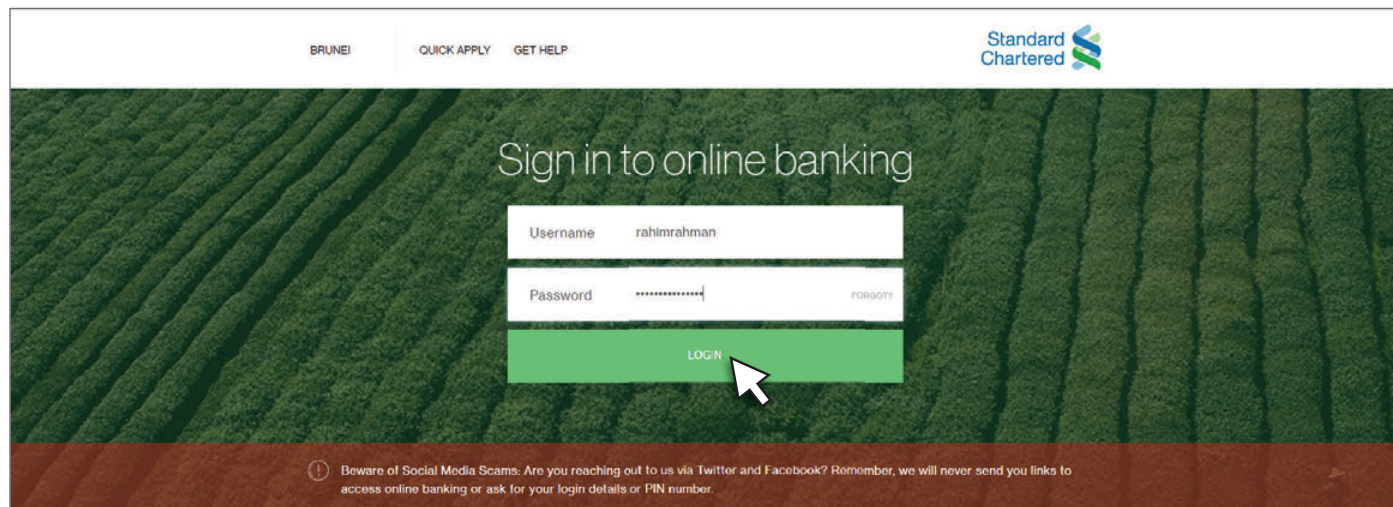 BRUNEI QUICK APPLY GET HELP
Standard
Chartered
Sign in to online banking
Username rahimrahman
Password •••••••••••••••
FORGOT?
LOGIN
Beware of Social Media Scams: Are you reaching out to us via Twitter and Facebook? Remember, we will never send you links to
access online banking or ask for your login details or PIN number.